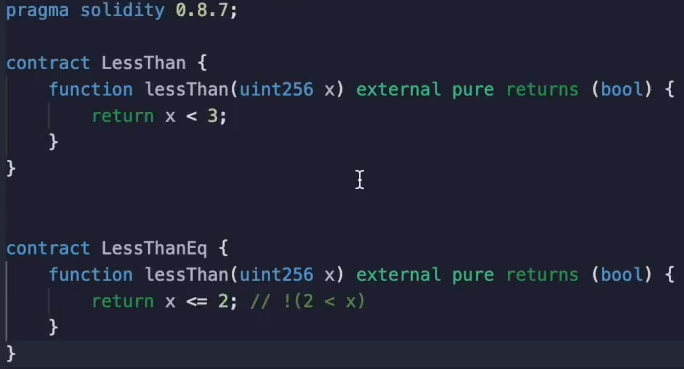 pragma solidity 0.8.7;
contract LessThan {
function lessThan(uint256 x) external pure returns (bool) {
return x < 3;
}
}
contract LessThanEq {
function lessThan(uint256 x) external pure returns (bool) {
return x <= 2; // !(2 < x)
}
}